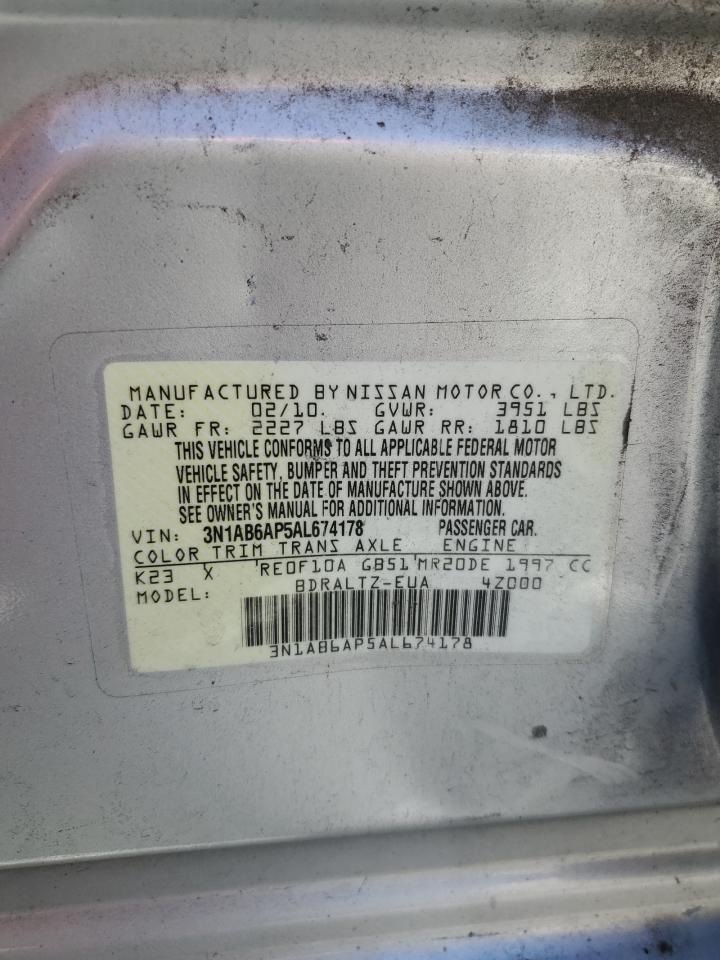 MANUFACTURED BY NISSAN MOTOR CO., LTD.
DATE: 02/10. GVWR: 3951 LBS
GAWR FR: 2227 LBS GAWR RR: 1810 LBS
THIS VEHICLE CONFORMS TO ALL APPLICABLE FEDERAL MOTOR
VEHICLE SAFETY, BUMPER AND THEFT PREVENTION STANDARDS
IN EFFECT ON THE DATE OF MANUFACTURE SHOWN ABOVE.
SEE OWNER'S MANUAL FOR ADDITIONAL INFORMATION.
VIN: 3N1AB6AP5AL674178 PASSENGER CAR.
COLOR TRIM TRANS AXLE ENGINE
K23 X RE0F10A GB51 MR20DE 1997 CC
MODEL: BDRALTZ-EUA 4Z000
3N1AB6AP5AL674178